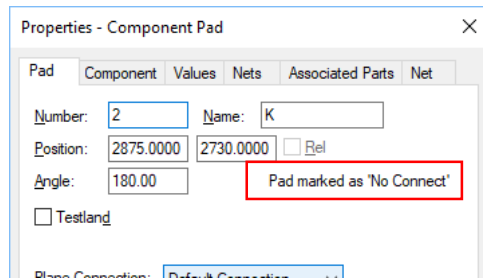 Properties - Component Pad
Pad Component Values Nets Associated Parts Net
Number: 2 Name: K
Position: 2875.0000 2730.0000 Rel
Angle: 180.00 Pad marked as 'No Connect'
Testland
Plane Connection: Default Connection